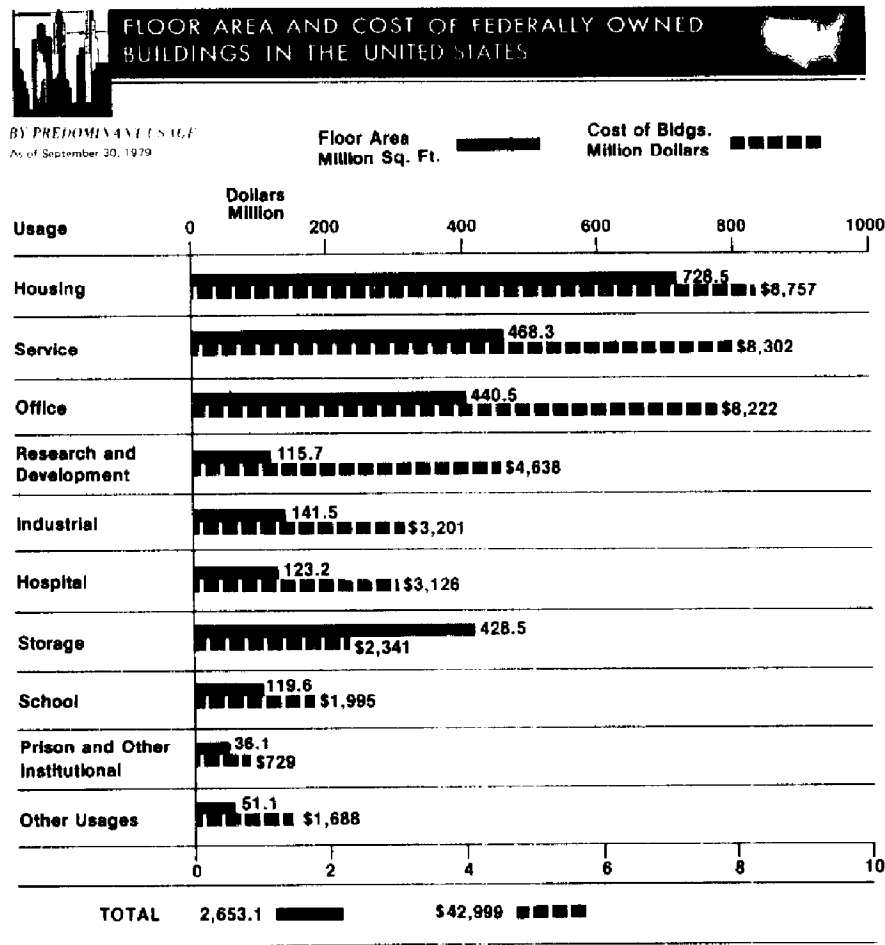 FLOOR AREA AND COST OF FEDERALLY OWNED
BUILDINGS IN THE UNITED STATES
BY PREDOMINANT USAGE
As of September 30, 1979
Floor Area
Million Sq. Ft.
Cost of Bldgs.
Million Dollars
Dollars
Million
Usage 0 200 400 600 800 1000
Housing 728.5
$8,757
Service 468.3
$8,302
Office 440.5
$8,222
Research and
Development
115.7
$4,638
Industrial 141.5
$3,201
Hospital 123.2
$3,126
Storage 428.5
$2,341
School 119.6
$1,995
Prison and Other
Institutional
36.1
$729
Other Usages 51.1
$1,688
0 2 4 6 8 10
TOTAL 2,653.1 $42,999